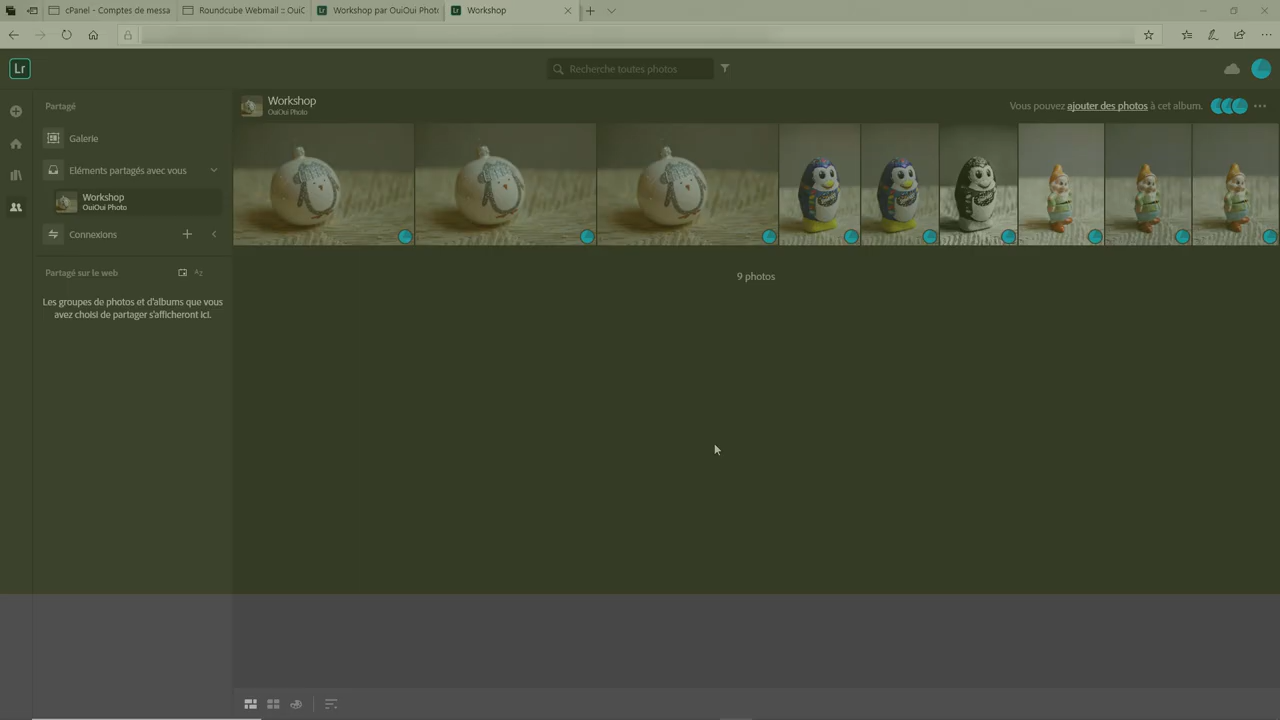 cPanel - Comptes de messa
Roundcube Webmail :: OuiC
Workshop par OuiOui Photo
Workshop
Lr
Recherche toutes photos
Partagé
Workshop
OuiOui Photo
Vous pouvez ajouter des photos à cet album.
Galerie
Eléments partagés avec vous
Workshop
OuiOui Photo
Connexions
Partagé sur le web
Les groupes de photos et d'albums que vous
avez choisi de partager s'afficheront ici.
9 photos